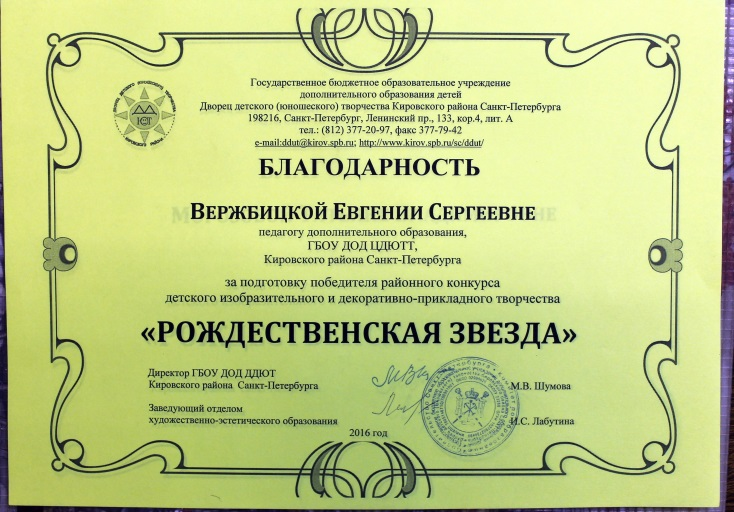 Государственное бюджетное образовательное учреждение
дополнительного образования детей
Дворец детского (юношеского) творчества Кировского района Санкт-Петербурга
198216, Санкт-Петербург, Ленинский пр., 133, кор.4, лит. А
тел.: (812) 377-20-97, факс 377-79-42
e-mail:ddut@kirov.spb.ru; http://www.kirov.spb.ru/sc/ddut/
БЛАГОДАРНОСТЬ
ВЕРЖБИЦКОЙ ЕВГЕНИИ СЕРГЕЕВНЕ
педагогу дополнительного образования,
ГБОУ ДОД ЦДЮТТ,
Кировского района Санкт-Петербурга
за подготовку победителя районного конкурса
детского изобразительного и декоративно-прикладного творчества
«РОЖДЕСТВЕНСКАЯ ЗВЕЗДА»
Директор ГБОУ ДОД ДДЮТ
Кировского района Санкт-Петербурга М.В. Шумова
Заведующий отделом
художественно-эстетического образования И.С. Лабутина
2016 год